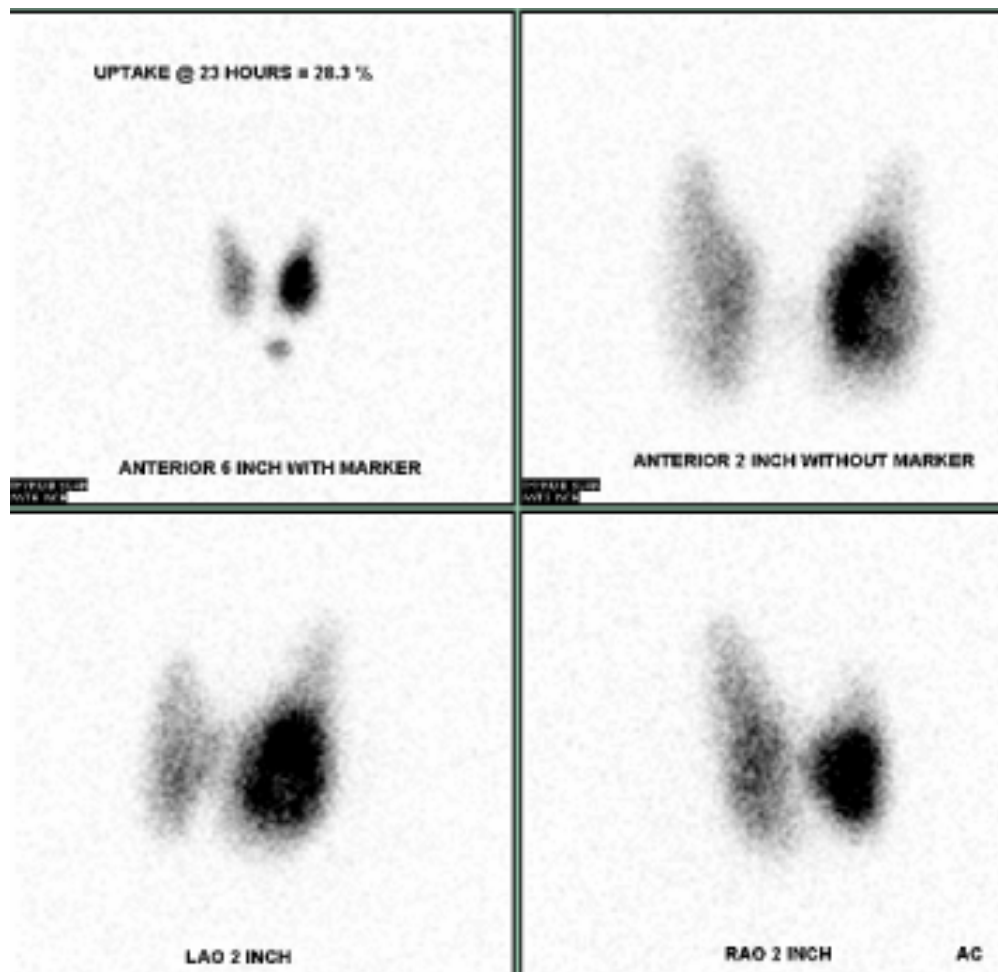 UPTAKE @ 23 HOURS = 28.3 %
ANTERIOR 6 INCH WITH MARKER
ANTERIOR 2 INCH WITHOUT MARKER
LAO 2 INCH
RAO 2 INCH
AC